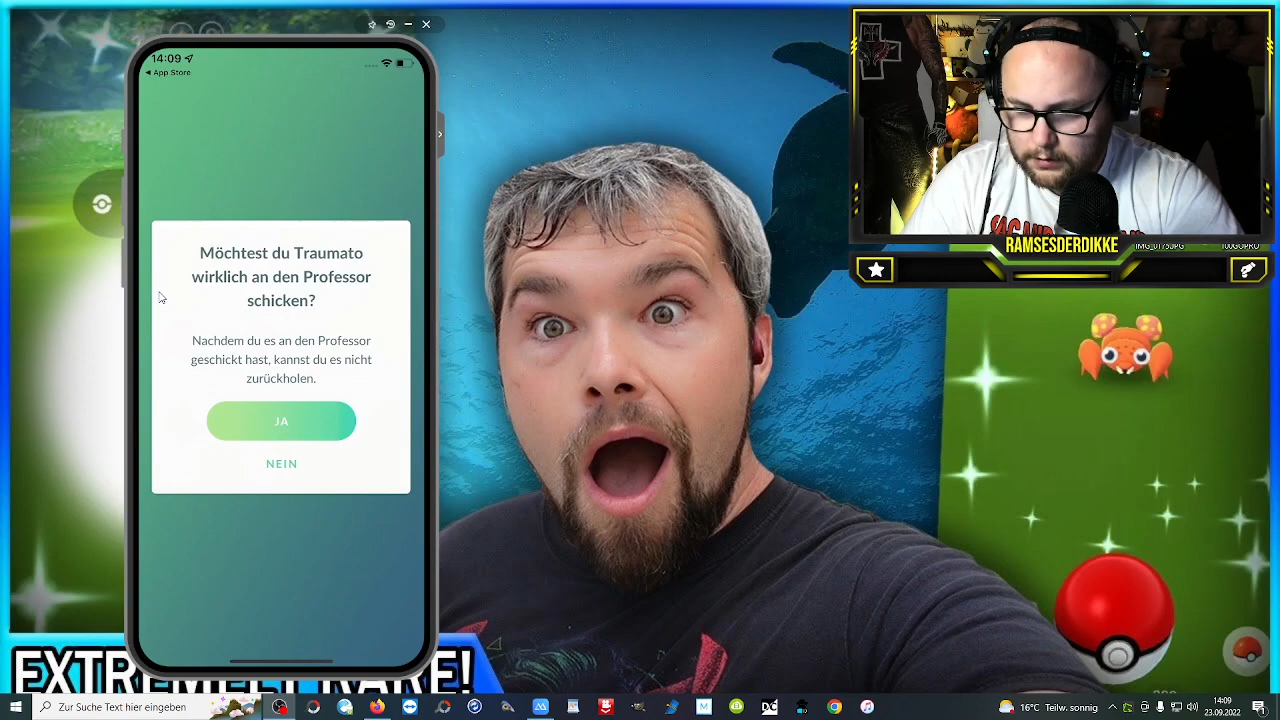 14:09
◀ App Store
Möchtest du Traumato
wirklich an den Professor
schicken?
Nachdem du es an den Professor
geschickt hast, kannst du es nicht
zurückholen.
JA
NEIN
RAMSESDERDIKKE
100GOPRO
Zur Suche Text hier eingeben
16°C Teilw. sonnig
14:09
23.09.2022